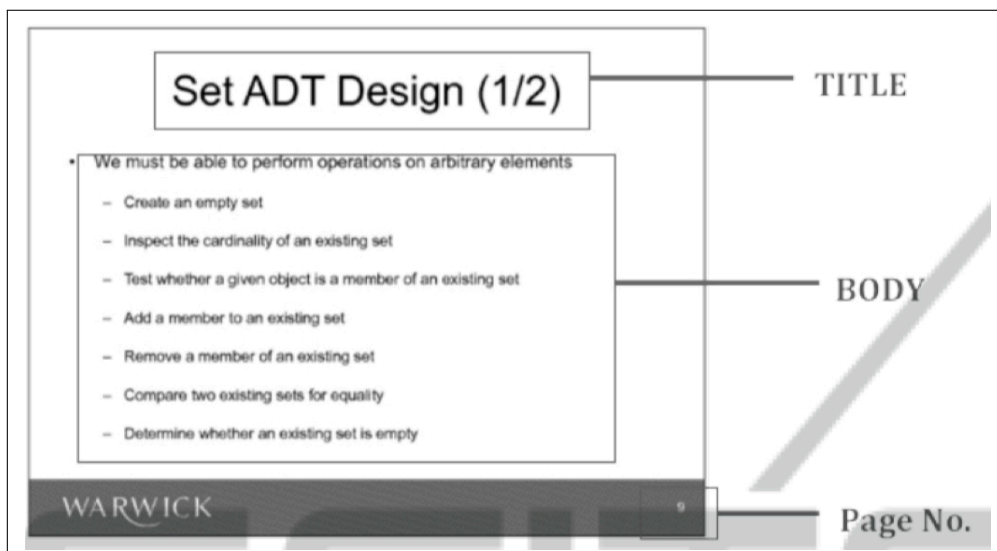 Set ADT Design (1/2)
TITLE
• We must be able to perform operations on arbitrary elements
– Create an empty set
– Inspect the cardinality of an existing set
– Test whether a given object is a member of an existing set
– Add a member to an existing set
– Remove a member of an existing set
– Compare two existing sets for equality
– Determine whether an existing set is empty
BODY
WARWICK
9
Page No.